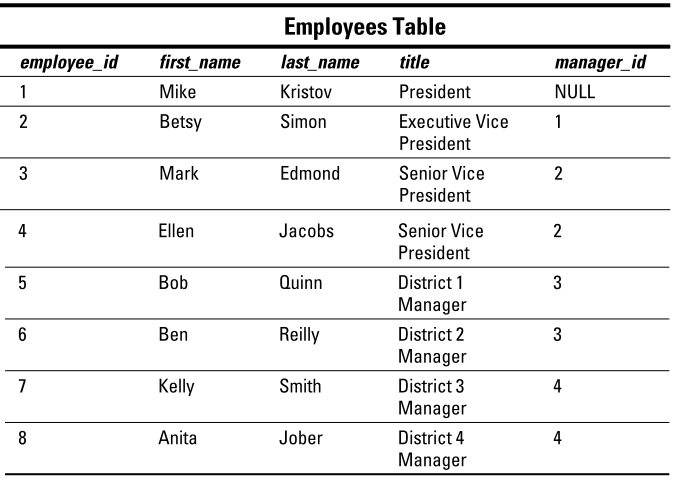 Employees Table
employee_id first_name last_name title manager_id
1 Mike Kristov President NULL
2 Betsy Simon Executive Vice 1
President
3 Mark Edmond Senior Vice 2
President
4 Ellen Jacobs Senior Vice 2
President
5 Bob Quinn District 1 3
Manager
6 Ben Reilly District 2 3
Manager
7 Kelly Smith District 3 4
Manager
8 Anita Jober District 4 4
Manager